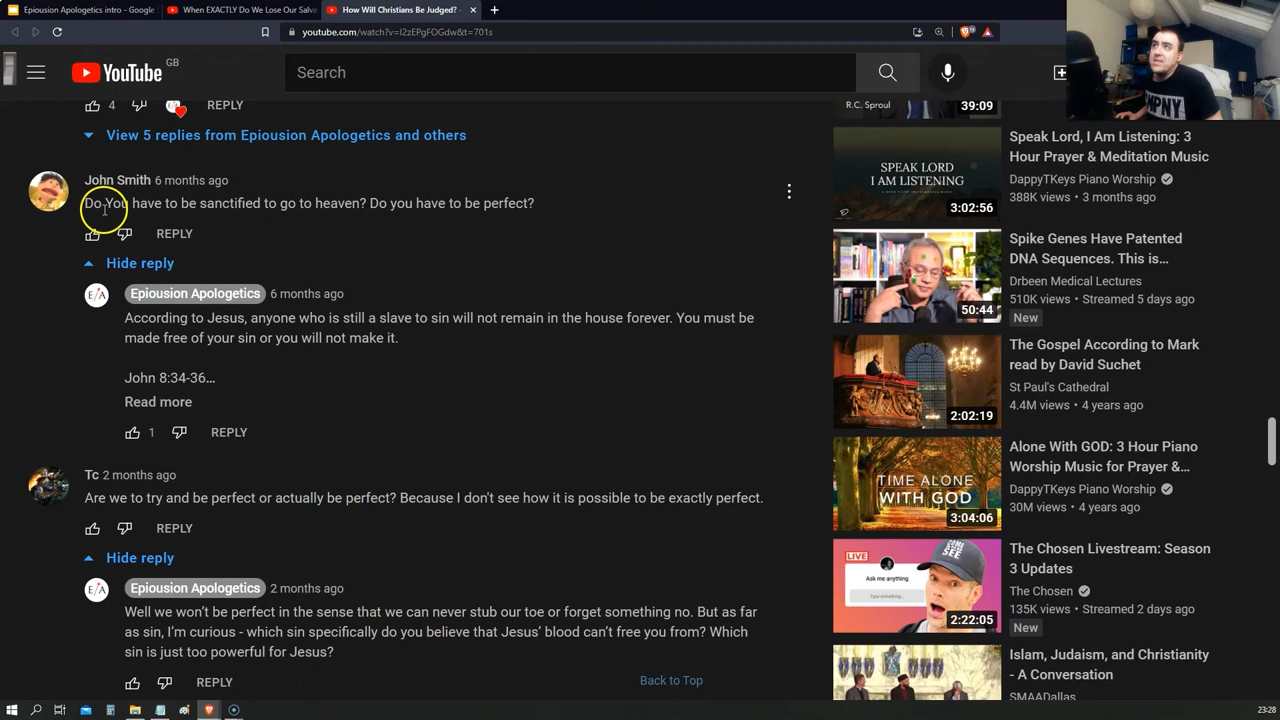 Epiousion Apologetics intro - Google
When EXACTLY Do We Lose Our Salva
How Will Christians Be Judged? -
youtube.com/watch?v=I2zEPgFOGdw&t=701s
YouTube GB
Search
4
REPLY
View 5 replies from Epiousion Apologetics and others
John Smith 6 months ago
Do You have to be sanctified to go to heaven? Do you have to be perfect?
REPLY
Hide reply
E/A
Epiousion Apologetics 6 months ago
According to Jesus, anyone who is still a slave to sin will not remain in the house forever. You must be
made free of your sin or you will not make it.
John 8:34-36...
Read more
1
REPLY
Tc 2 months ago
Are we to try and be perfect or actually be perfect? Because I don't see how it is possible to be exactly perfect.
REPLY
Hide reply
E/A
Epiousion Apologetics 2 months ago
Well we won't be perfect in the sense that we can never stub our toe or forget something no. But as far
as sin, I'm curious - which sin specifically do you believe that Jesus' blood can't free you from? Which
sin is just too powerful for Jesus?
REPLY
Back to Top
R.C. Sproul
39:09
SPEAK LORD
I AM LISTENING
3:02:56
Speak Lord, I Am Listening: 3
Hour Prayer & Meditation Music
DappyTKeys Piano Worship
388K views • 3 months ago
50:44
Spike Genes Have Patented
DNA Sequences. This is...
Drbeen Medical Lectures
510K views • Streamed 5 days ago
New
2:02:19
The Gospel According to Mark
read by David Suchet
St Paul's Cathedral
4.4M views • 4 years ago
TIME ALONE
WITH GOD
3:04:06
Alone With GOD: 3 Hour Piano
Worship Music for Prayer &...
DappyTKeys Piano Worship
30M views • 4 years ago
LIVE
Ask me anything
2:22:05
The Chosen Livestream: Season
3 Updates
The Chosen
135K views • Streamed 2 days ago
New
Islam, Judaism, and Christianity
- A Conversation
SMAADallas
23:28